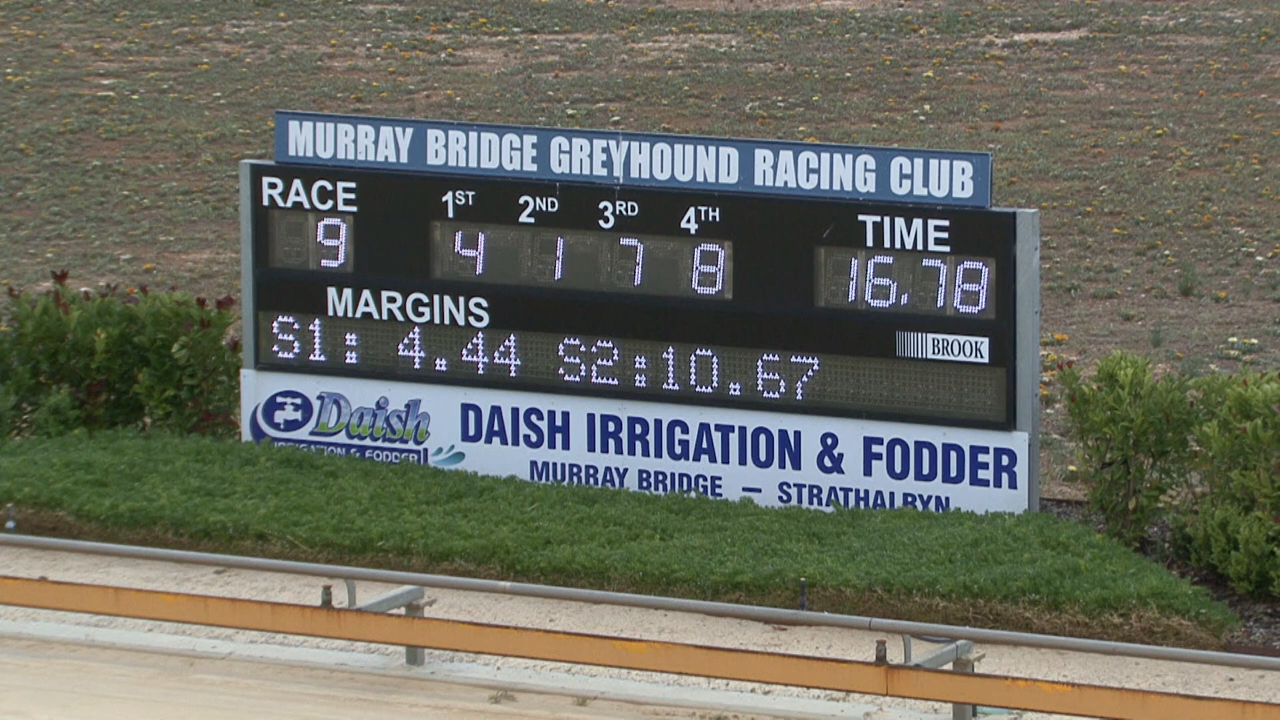 MURRAY BRIDGE GREYHOUND RACING CLUB
RACE 1ST 2ND 3RD 4TH TIME
9 4 1 7 8 16.78
MARGINS
BROOK
S1: 4.44 S2:10.67
Daish
IRRIGATION & FODDER
DAISH IRRIGATION & FODDER
MURRAY BRIDGE — STRATHALBYN